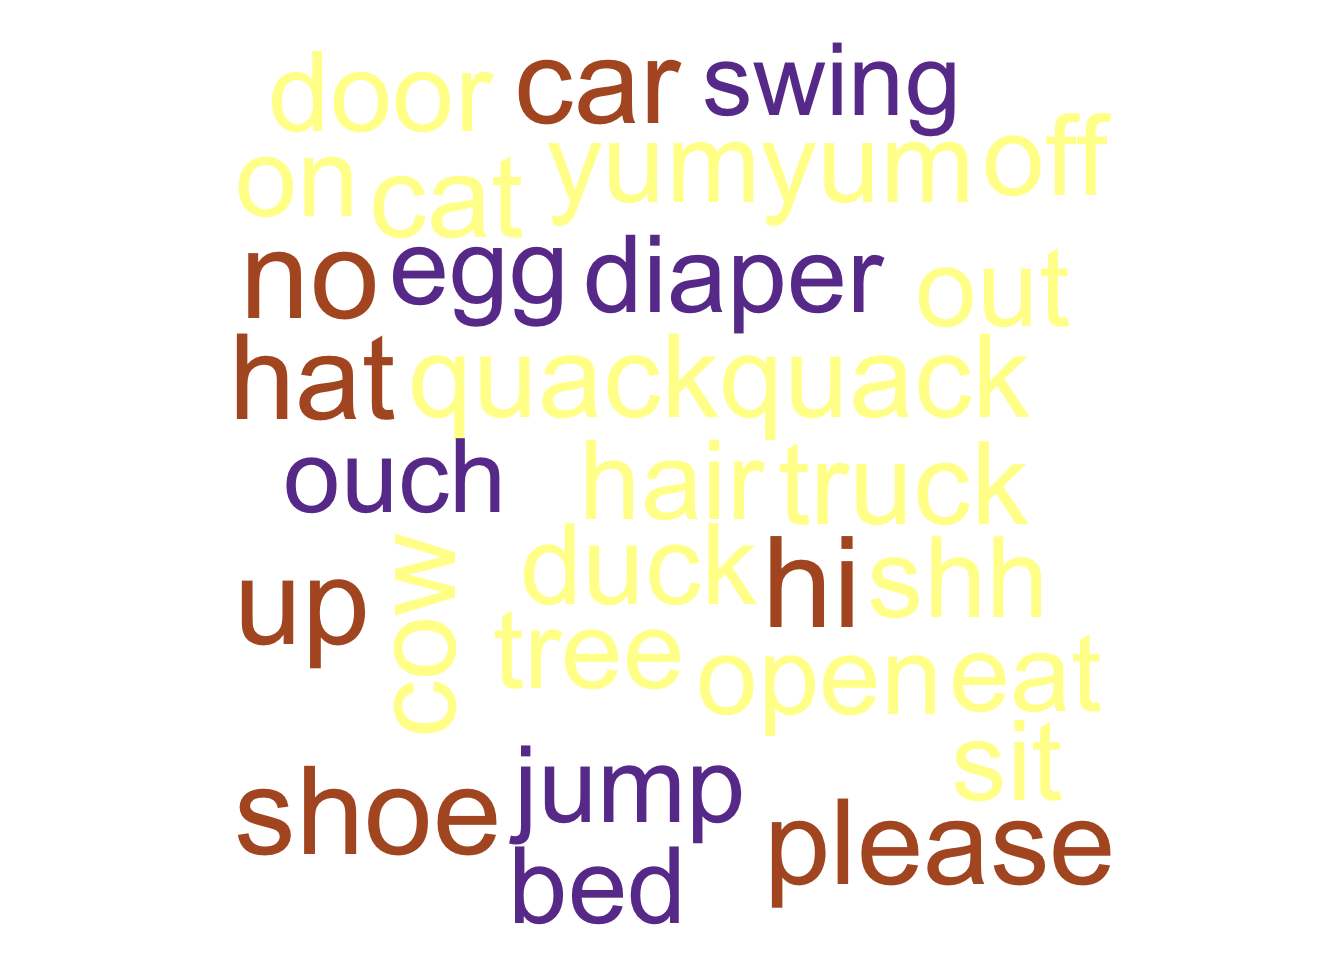 door car swing
on cat yumyum off
no egg diaper out
hat quackquack
ouch hair truck
up cow duck hi shh
tree open eat
sit
shoe jump please
bed